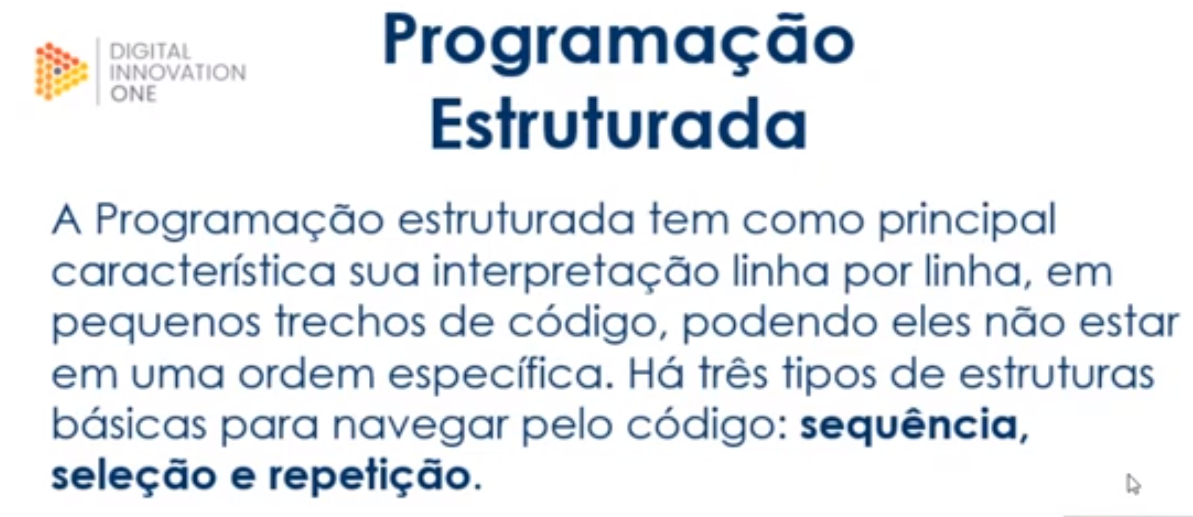 DIGITAL
INNOVATION
ONE
Programação
Estruturada
A Programação estruturada tem como principal
característica sua interpretação linha por linha, em
pequenos trechos de código, podendo eles não estar
em uma ordem específica. Há três tipos de estruturas
básicas para navegar pelo código: sequência,
seleção e repetição.